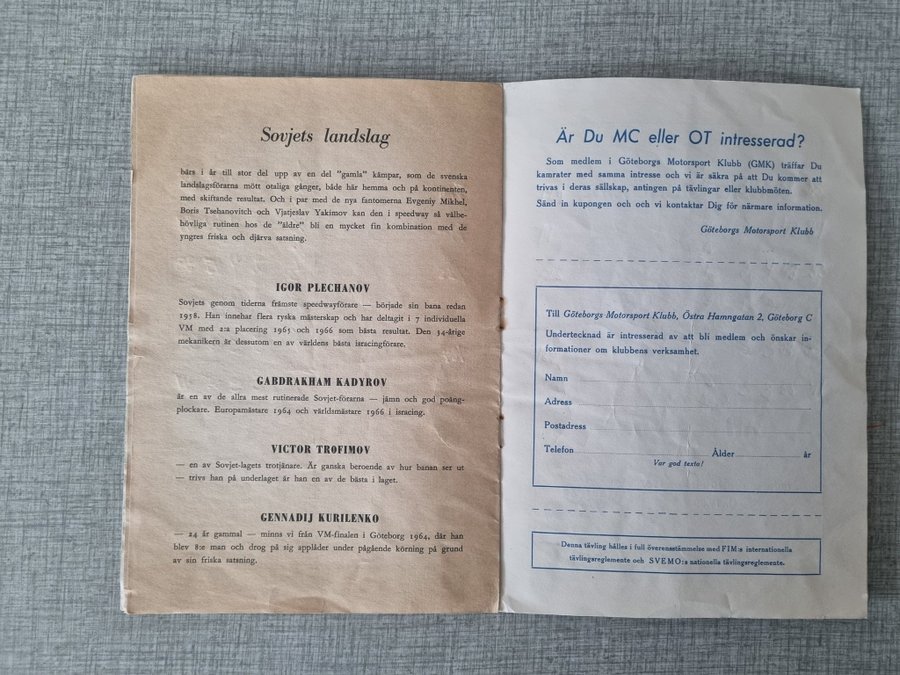 Sovjets landslag
bärs i år till stor del upp av en del "gamla" kämpar, som de svenska
landslagsförarna mött otaliga gånger, både här hemma och på kontinenten,
med skiftande resultat. Och i par med de nya fantomerna Evgeniy Mikhel,
Boris Tsehanovitch och Vjatjeslav Yakimov kan den i speedway så välbe-
hövliga rutinen hos de "äldre" bli en mycket fin kombination med de
yngres friska och djärva satsning.
IGOR PLECHANOV
Sovjets genom tiderna främste speedwayförare — började sin bana redan
1958. Han innehar flera ryska mästerskap och har deltagit i 7 individuella
VM med 2:a placering 1965 och 1966 som bästa resultat. Den 34-årige
mekanikern är dessutom en av världens bästa isracingförare.
GABDRAKHAM KADYROV
är en av de allra mest rutinerade Sovjet-förarna — jämn och god poäng-
plockare. Europamästare 1964 och världsmästare 1966 i isracing.
VICTOR TROFIMOV
— en av Sovjet-lagets trotjänare. Är ganska beroende av hur banan ser ut
— trivs han på underlaget är han en av de bästa i laget.
GENNADIJ KURILENKO
— 24 år gammal — minns vi från VM-finalen i Göteborg 1964, där han
blev 8:e man och drog på sig applåder under pågående körning på grund
av sin friska satsning.
Är Du MC eller OT intresserad?
Som medlem i Göteborgs Motorsport Klubb (GMK) träffar Du
kamrater med samma intresse och vi är säkra på att Du kommer att
trivas i deras sällskap, antingen på tävlingar eller klubbmöten.
Sänd in kupongen och och vi kontaktar Dig för närmare information.
Göteborgs Motorsport Klubb
Till Göteborgs Motorsport Klubb, Östra Hamngatan 2, Göteborg C
Undertecknad är intresserad av att bli medlem och önskar in-
formationer om klubbens verksamhet.
Namn
Adress
Postadress
Telefon Ålder år
Var god texta!
Denna tävling hålles i full överensstämmelse med FIM:s internationella
tävlingsreglemente och SVEMO:s nationella tävlingsreglemente.